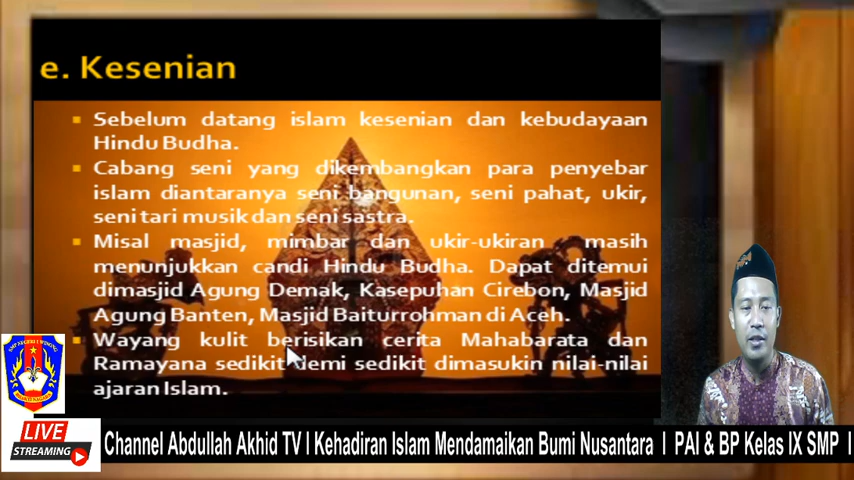 e. Kesenian
Sebelum datang islam kesenian dan kebudayaan
Hindu Budha.
Cabang seni yang dikembangkan para penyebar
islam diantaranya seni bangunan, seni pahat, ukir,
seni tari musik dan seni sastra.
Misal masjid, mimbar dan ukir-ukiran masih
menunjukkan candi Hindu Budha. Dapat ditemui
dimasjid Agung Demak, Kasepuhan Cirebon, Masjid
Agung Banten, Masjid Baiturrohman di Aceh.
Wayang kulit berisikan cerita Mahabarata dan
Ramayana sedikit demi sedikit dimasukin nilai-nilai
ajaran Islam.
LIVE
STREAMING
Channel Abdullah Akhid TV I Kehadiran Islam Mendamaikan Bumi Nusantara I PAI & BP Kelas IX SMP I